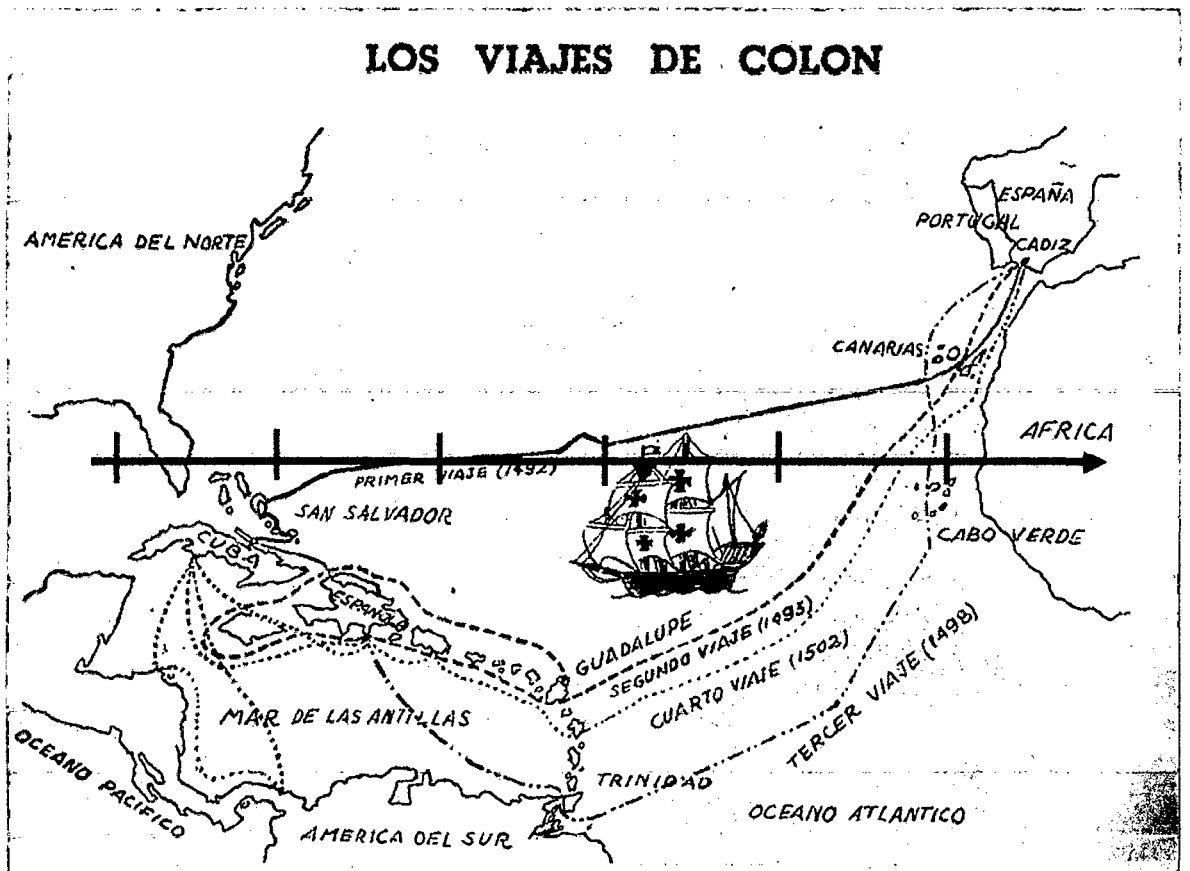 LOS VIAJES DE COLON
ESPAÑA
PORTUGAL
CADIZ
AMERICA DEL NORTE
CANARIAS
AFRICA
PRIMER VIAJE (1492)
SAN SALVADOR
CABO VERDE
CUBA
ESPAÑOLA
GUADALUPE
SEGUNDO VIAJE (1493)
CUARTO VIAJE (1502)
TERCER VIAJE (1498)
MAR DE LAS ANTILLAS
OCEANO PACIFICO
TRINIDAD
OCEANO ATLANTICO
AMERICA DEL SUR